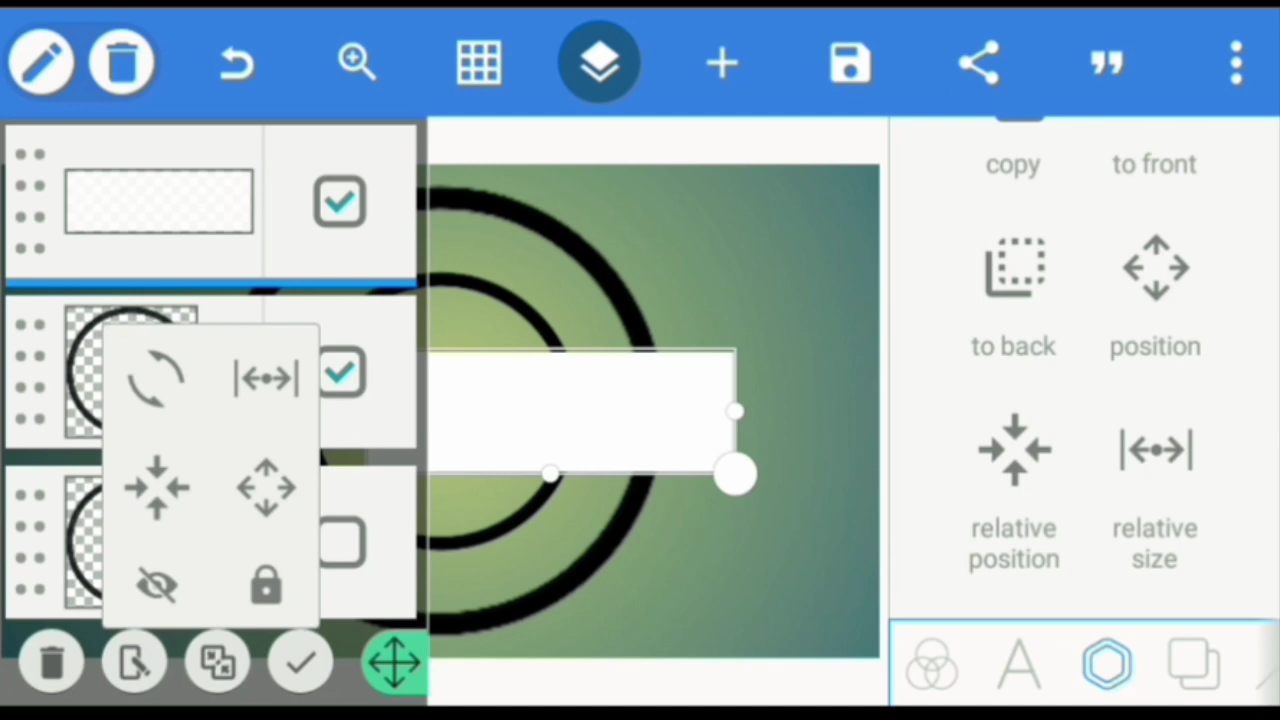 copy
to front
to back
position
relative
position
relative
size